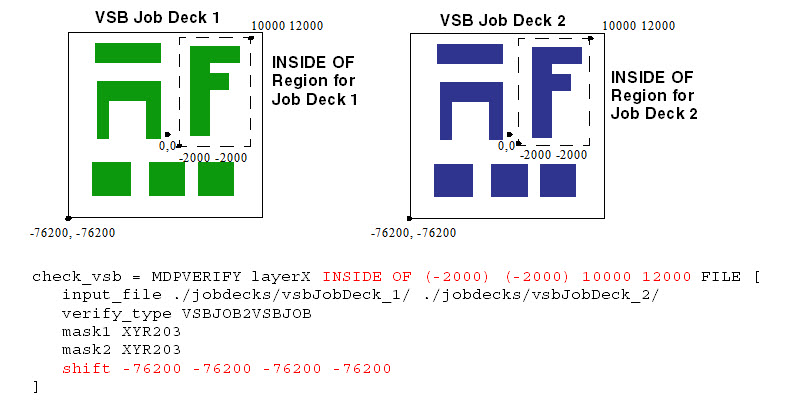 VSB Job Deck 1
10000 12000
INSIDE OF
Region for
Job Deck 1
0,0
-2000 -2000
-76200, -76200
VSB Job Deck 2
10000 12000
INSIDE OF
Region for
Job Deck 2
0,0
-2000 -2000
-76200, -76200
check_vsb = MDPVERIFY layerX INSIDE OF (-2000) (-2000) 10000 12000 FILE [
input_file ./jobdecks/vsbJobDeck_1/ ./jobdecks/vsbJobDeck_2/
verify_type VSBJOB2VSBJOB
mask1 XYR203
mask2 XYR203
shift -76200 -76200 -76200 -76200
]